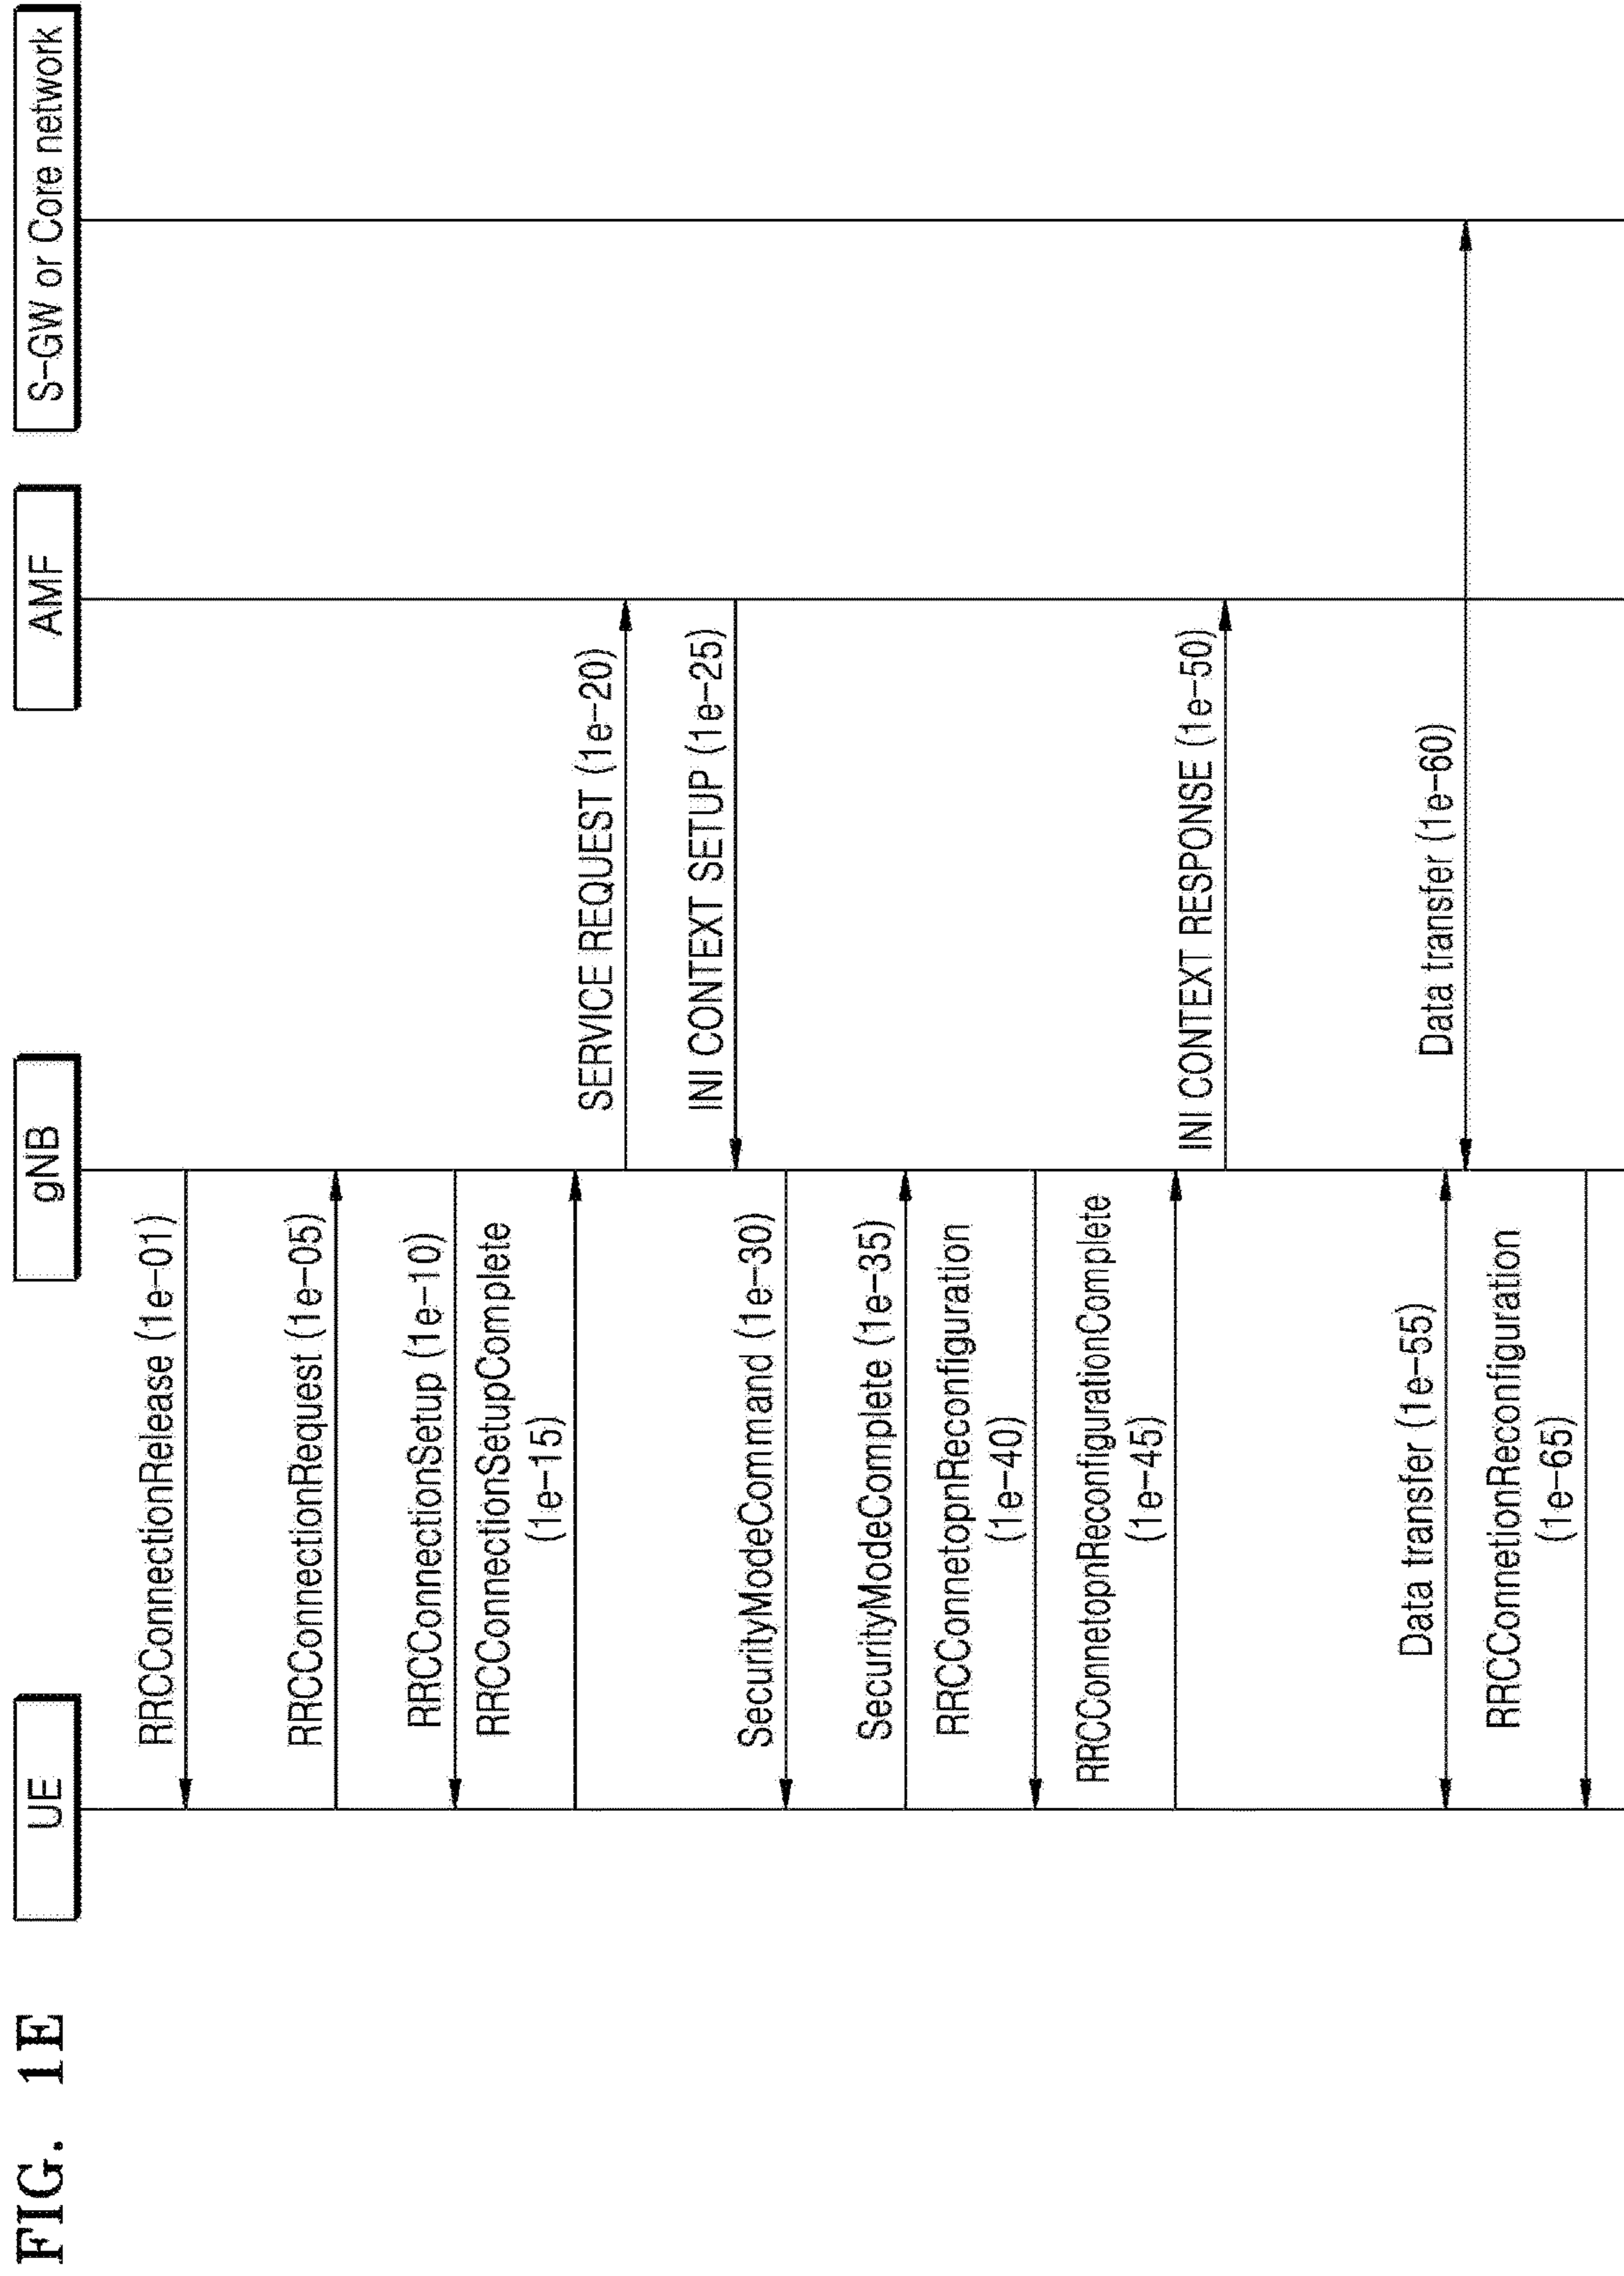 FIG. 1E
UE
gNB
AMF
S-GW or Core network
RRCConnectionRelease (1e-01)
RRCConnectionRequest (1e-05)
RRCConnectionSetup (1e-10)
RRCConnectionSetupComplete
(1e-15)
SERVICE REQUEST (1e-20)
INI CONTEXT SETUP (1e-25)
SecurityModeCommand (1e-30)
SecurityModeComplete (1e-35)
RRCConnetopnReconfiguration
(1e-40)
RRCConnetopnReconfigurationComplete
(1e-45)
INI CONTEXT RESPONSE (1e-50)
Data transfer (1e-55)
Data transfer (1e-60)
RRCConnetionReconfiguration
(1e-65)